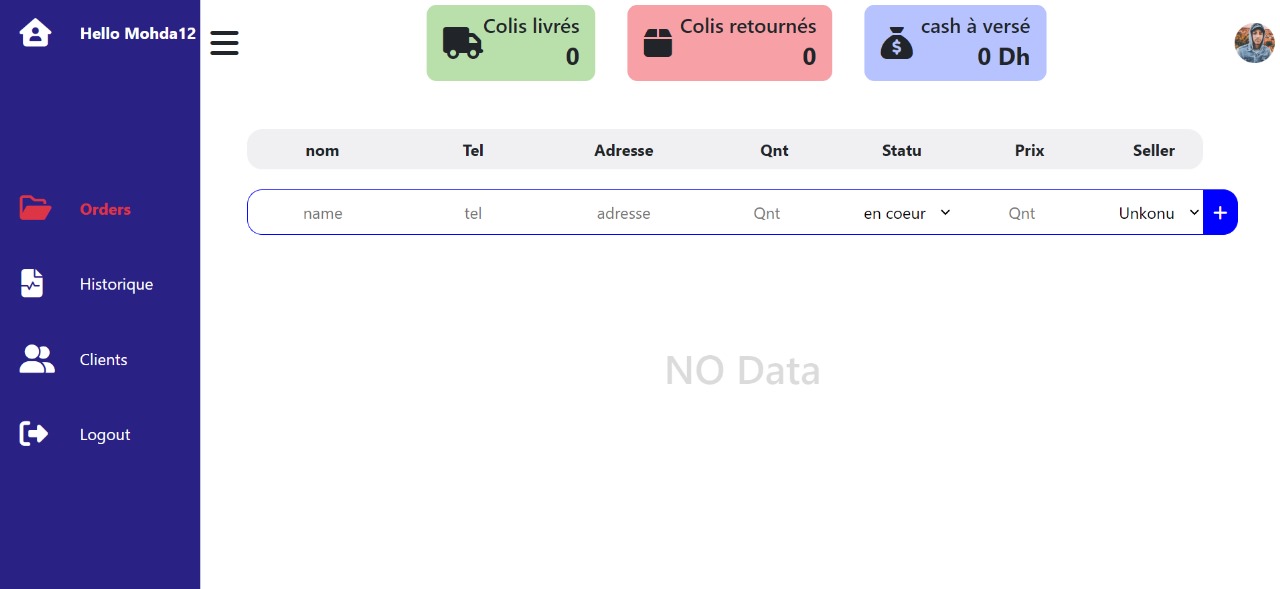 Hello Mohda12
Colis livrés
0
Colis retournés
0
cash à versé
0 Dh
nom Tel Adresse Qnt Statu Prix Seller
name tel adresse Qnt en coeur Qnt Unkonu +
Orders
Historique
Clients
Logout
NO Data